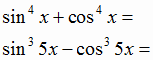 sin⁴ x + cos⁴ x =
sin³ 5x − cos³ 5x =